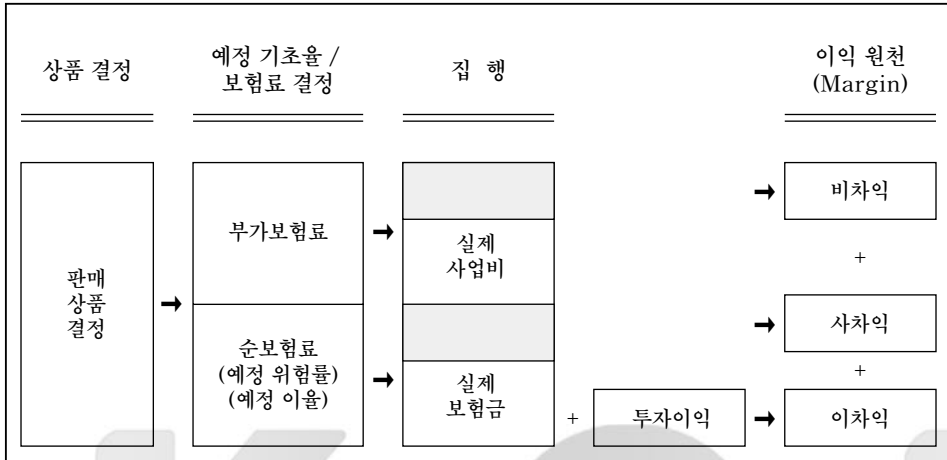 상품 결정
예정 기초율 /
보험료 결정
집 행
이익 원천
(Margin)
판매
상품
결정
➡
부가보험료
➡
실제
사업비
➡
비차익
+
순보험료
(예정 위험률)
(예정 이율)
➡
실제
보험금
➡
사차익
+
+
투자이익
➡
이차익